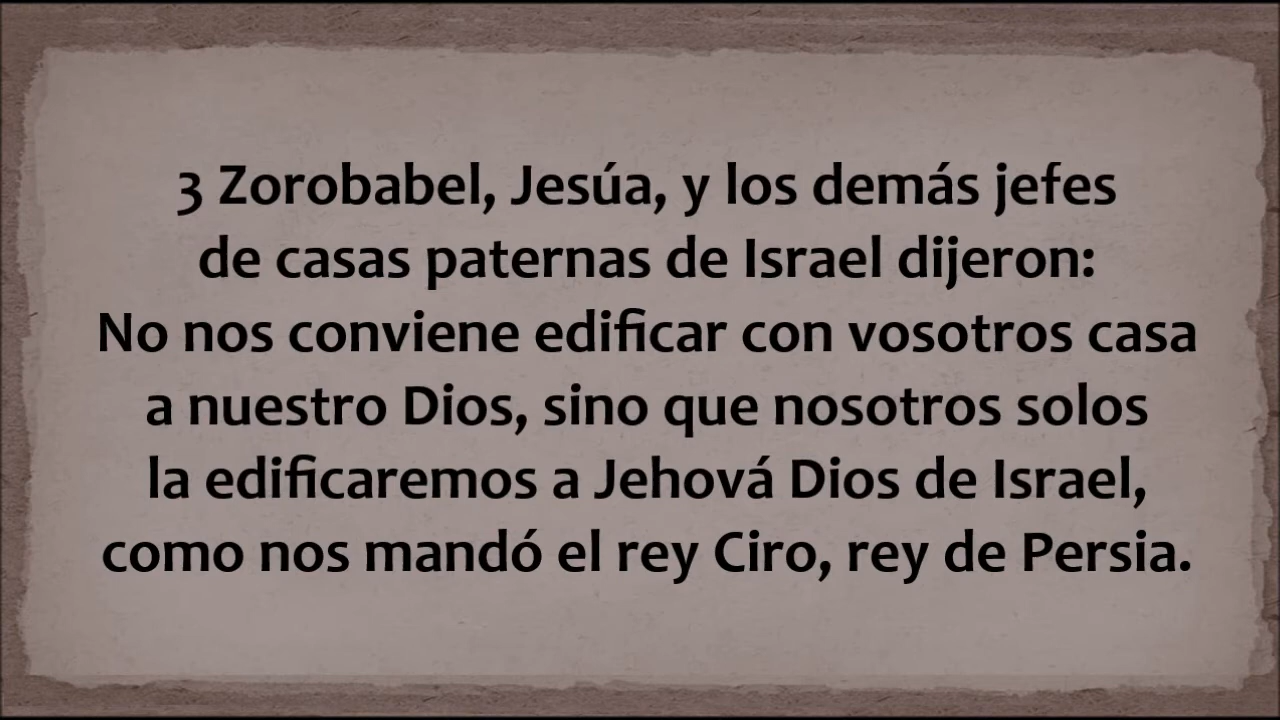 3 Zorobabel, Jesúa, y los demás jefes
de casas paternas de Israel dijeron:
No nos conviene edificar con vosotros casa
a nuestro Dios, sino que nosotros solos
la edificaremos a Jehová Dios de Israel,
como nos mandó el rey Ciro, rey de Persia.